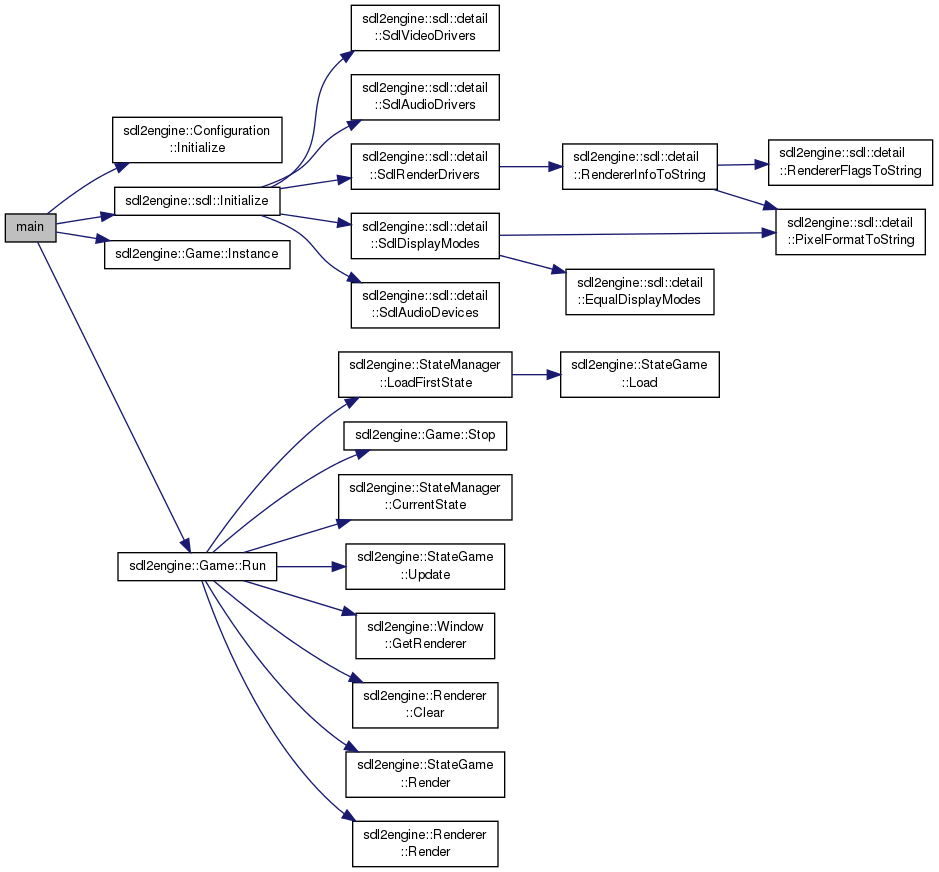 main
sdl2engine::Configuration
::Initialize
sdl2engine::sdl::Initialize
sdl2engine::Game::Instance
sdl2engine::Game::Run
sdl2engine::sdl::detail
::SdlVideoDrivers
sdl2engine::sdl::detail
::SdlAudioDrivers
sdl2engine::sdl::detail
::SdlRenderDrivers
sdl2engine::sdl::detail
::SdlDisplayModes
sdl2engine::sdl::detail
::SdlAudioDevices
sdl2engine::sdl::detail
::RendererInfoToString
sdl2engine::sdl::detail
::RendererFlagsToString
sdl2engine::sdl::detail
::PixelFormatToString
sdl2engine::sdl::detail
::EqualDisplayModes
sdl2engine::StateManager
::LoadFirstState
sdl2engine::StateGame
::Load
sdl2engine::Game::Stop
sdl2engine::StateManager
::CurrentState
sdl2engine::StateGame
::Update
sdl2engine::Window
::GetRenderer
sdl2engine::Renderer
::Clear
sdl2engine::StateGame
::Render
sdl2engine::Renderer
::Render